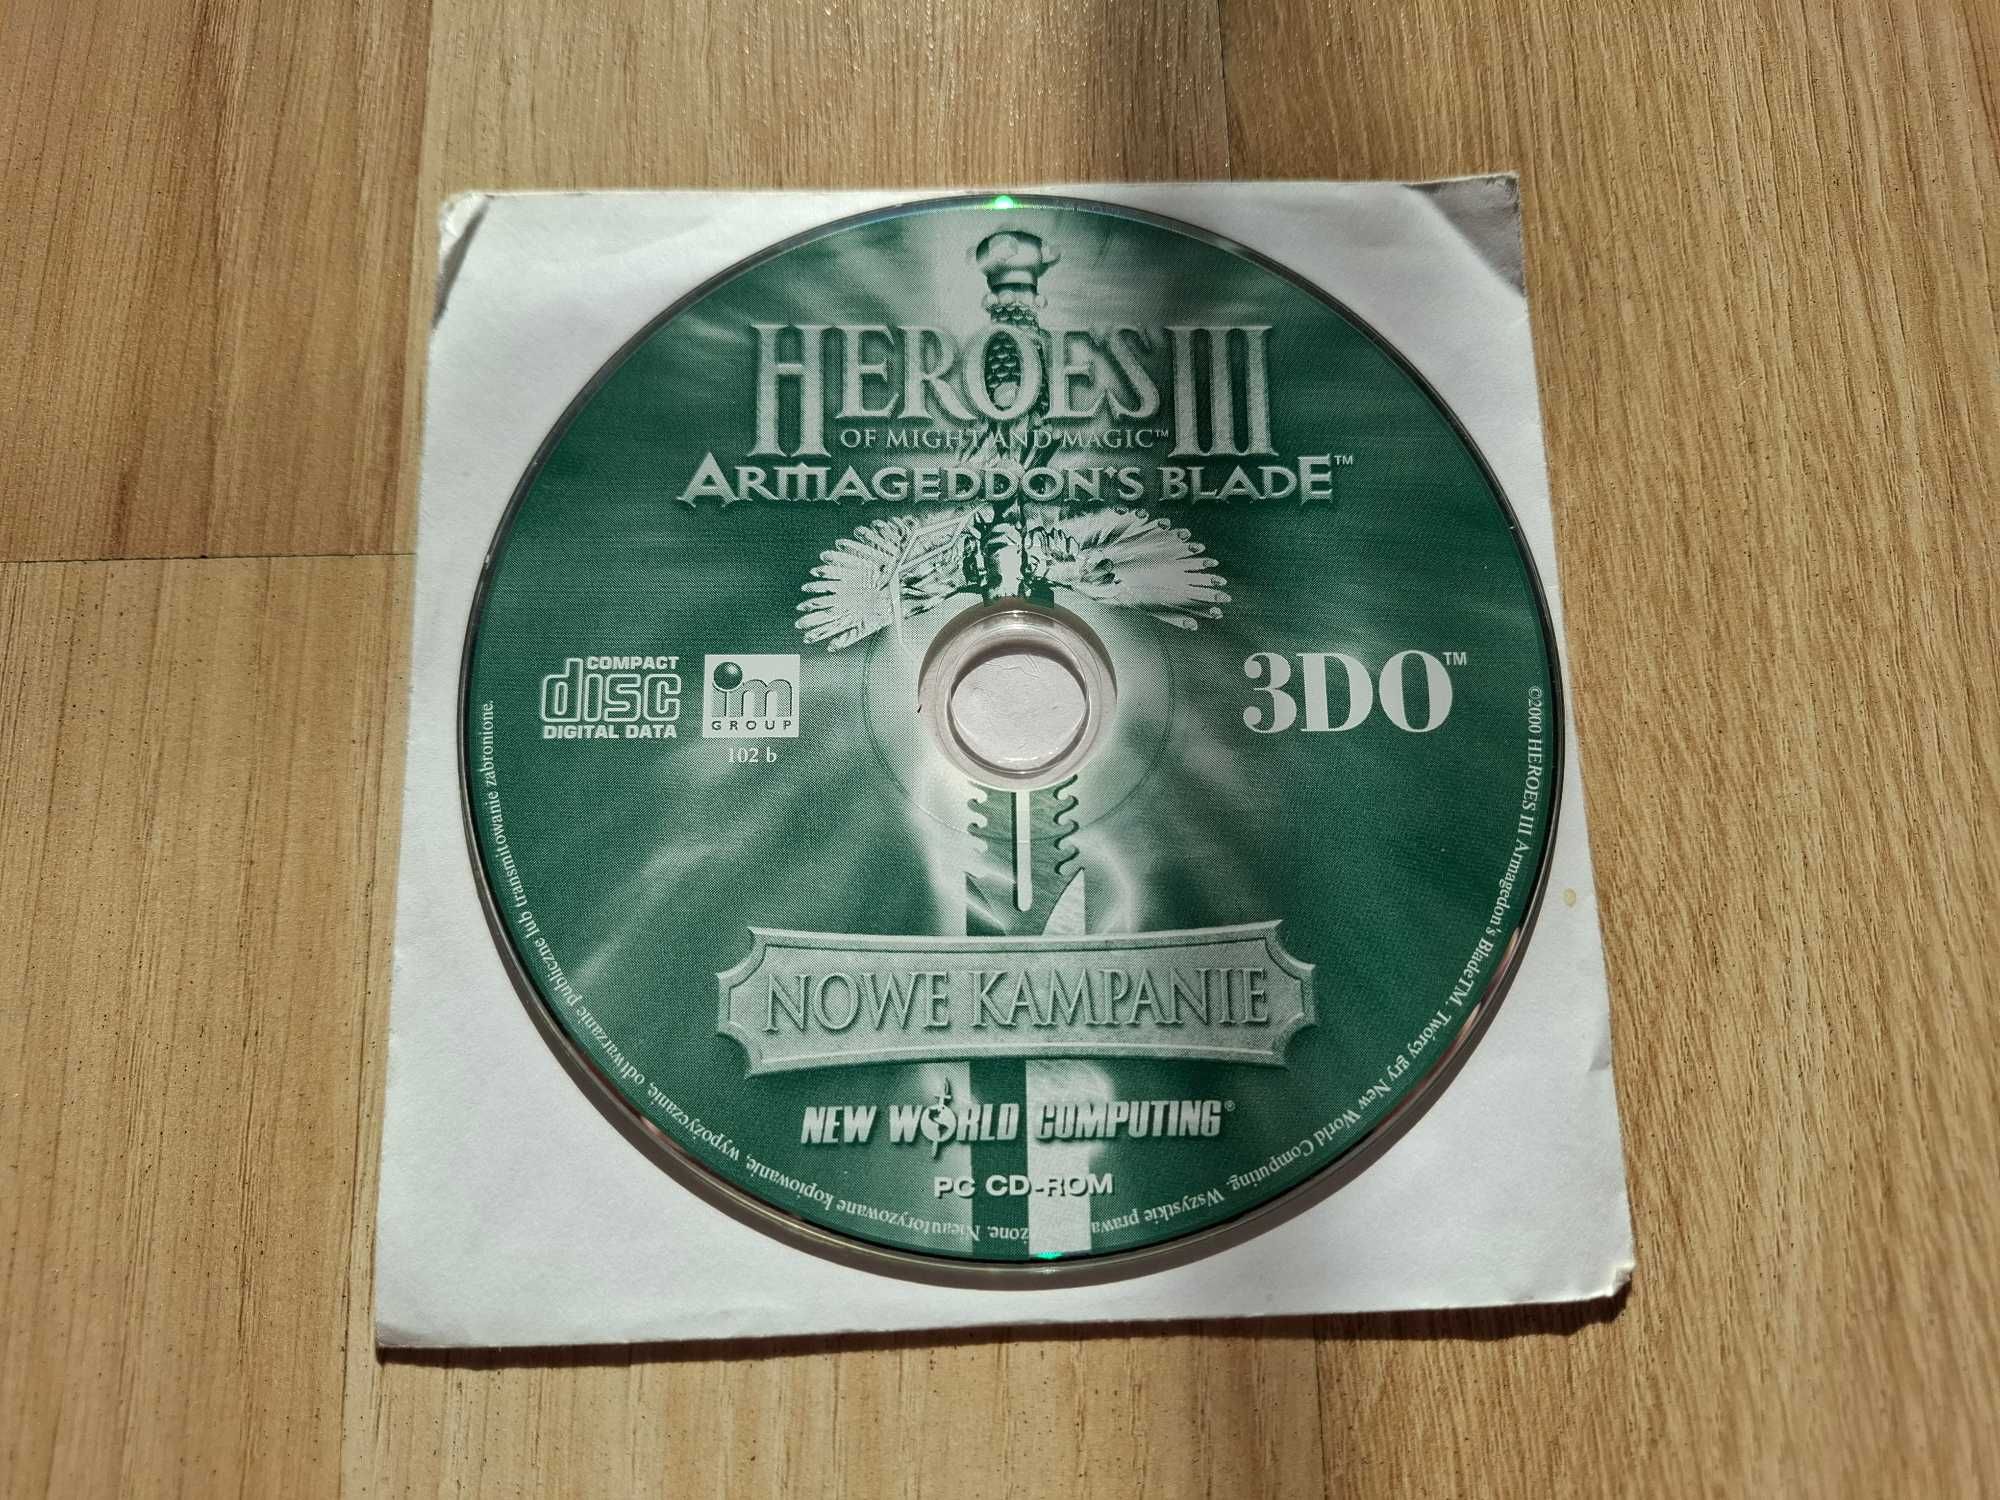 HEROES III
OF MIGHT AND MAGIC™
ARMAGEDDON'S BLADE™
COMPACT
disc
DIGITAL DATA
im
GROUP
102 b
3DO™
NOWE KAMPANIE
NEW WORLD COMPUTING®
PC CD-ROM
©2000 HEROES III Armagedon's BladeTM. Twórcy gry New World Computing. Wszystkie prawa Nieautoryzowane kopiowanie, wypożyczanie, odtwarzanie publiczne lub transmitowanie zabronione.